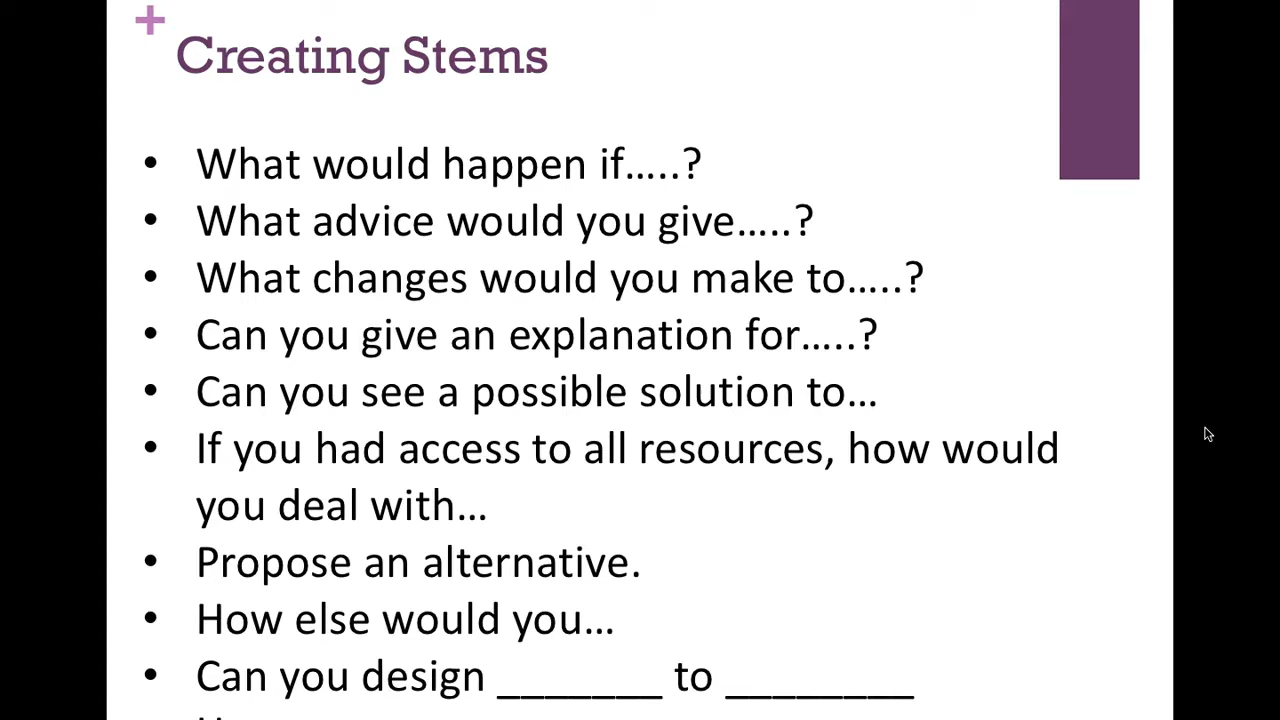 +
Creating Stems
• What would happen if…..?
• What advice would you give…..?
• What changes would you make to…..?
• Can you give an explanation for…..?
• Can you see a possible solution to…
• If you had access to all resources, how would
you deal with…
• Propose an alternative.
• How else would you…
• Can you design _______ to ________